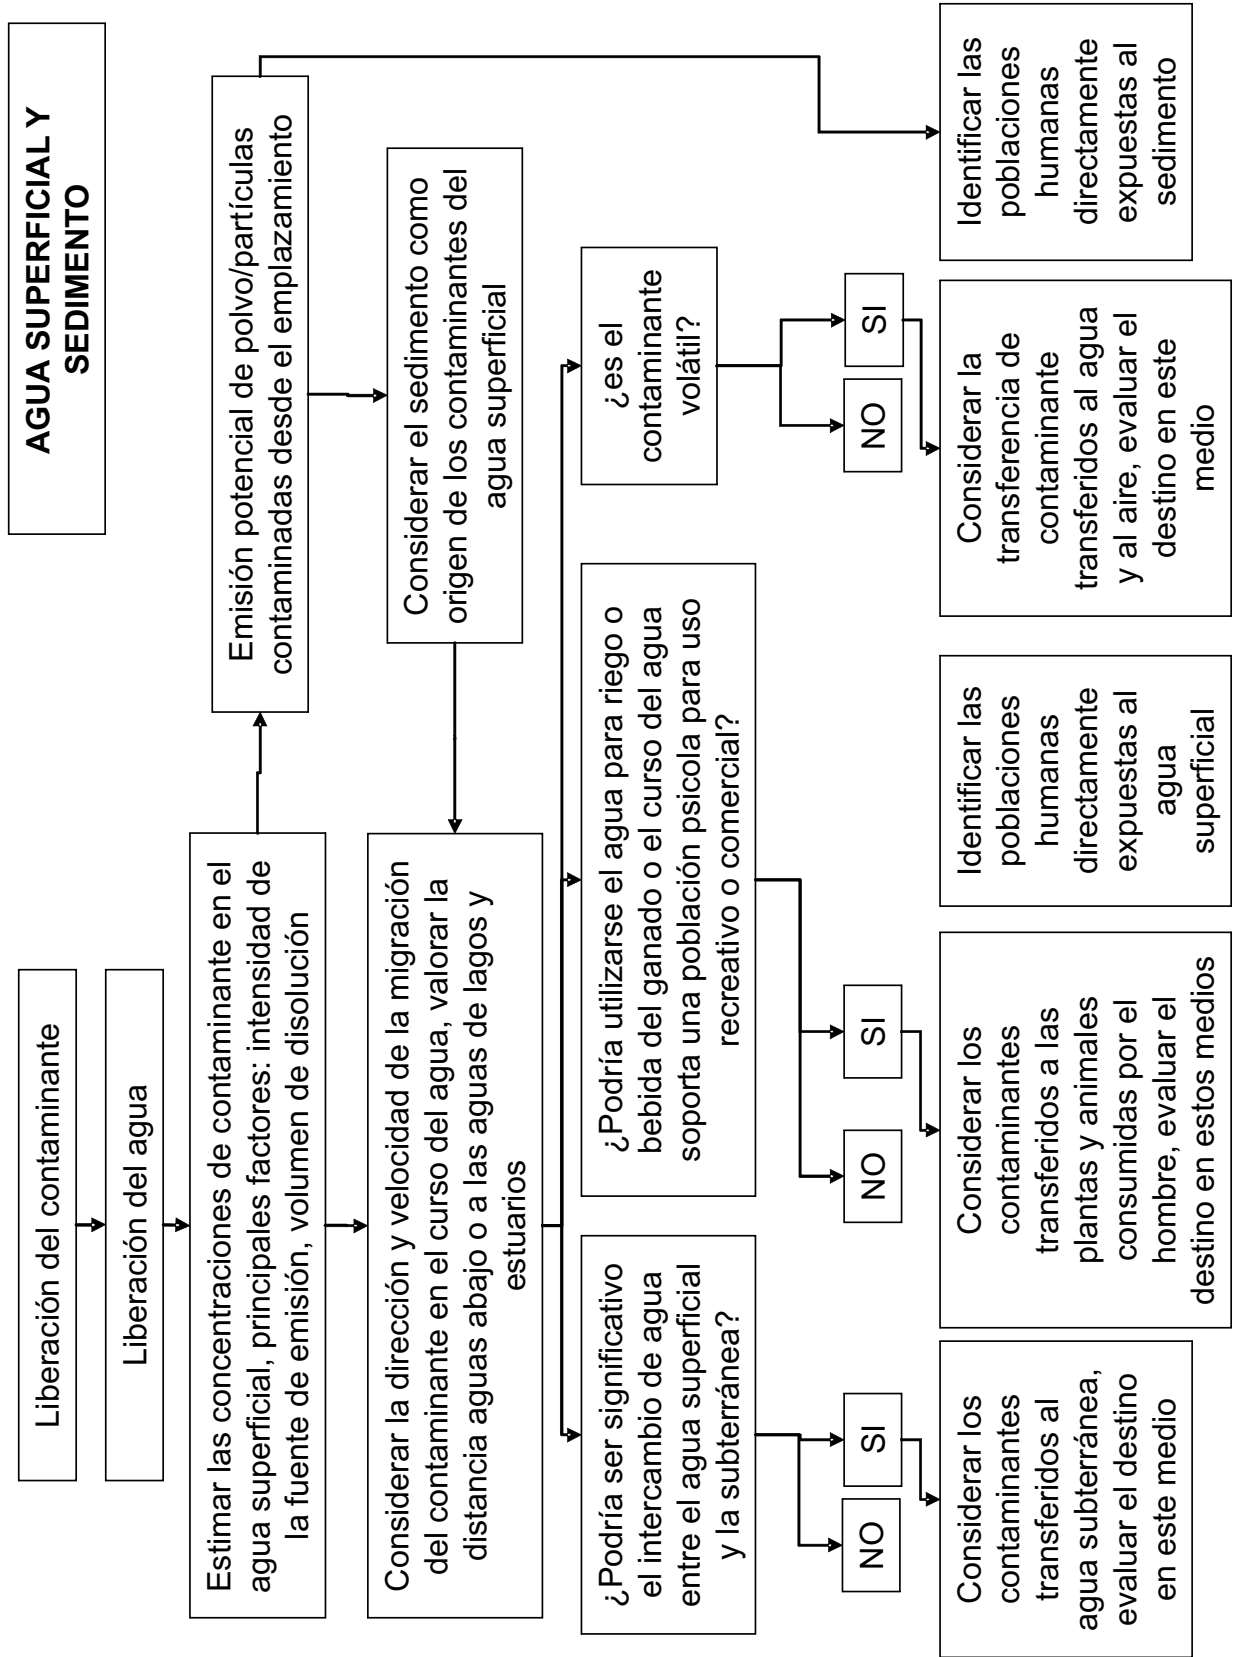 AGUA SUPERFICIAL Y
SEDIMENTO
Liberación del contaminante
Liberación del agua
Estimar las concentraciones de contaminante en el
agua superficial, principales factores: intensidad de
la fuente de emisión, volumen de disolución
Emisión potencial de polvo/partículas
contaminadas desde el emplazamiento
Considerar la dirección y velocidad de la migración
del contaminante en el curso del agua, valorar la
distancia aguas abajo o a las aguas de lagos y
estuarios
Considerar el sedimento como
origen de los contaminantes del
agua superficial
¿Podría ser significativo
el intercambio de agua
entre el agua superficial
y la subterránea?
¿Podría utilizarse el agua para riego o
bebida del ganado o el curso del agua
soporta una población psicola para uso
recreativo o comercial?
¿es el
contaminante
volátil?
NO
SI
NO
SI
NO
SI
Considerar los
contaminantes
transferidos al
agua subterránea,
evaluar el destino
en este medio
Considerar los
contaminantes
transferidos a las
plantas y animales
consumidas por el
hombre, evaluar el
destino en estos medios
Identificar las
poblaciones
humanas
directamente
expuestas al
agua
superficial
Considerar la
transferencia de
contaminante
transferidos al agua
y al aire, evaluar el
destino en este
medio
Identificar las
poblaciones
humanas
directamente
expuestas al
sedimento